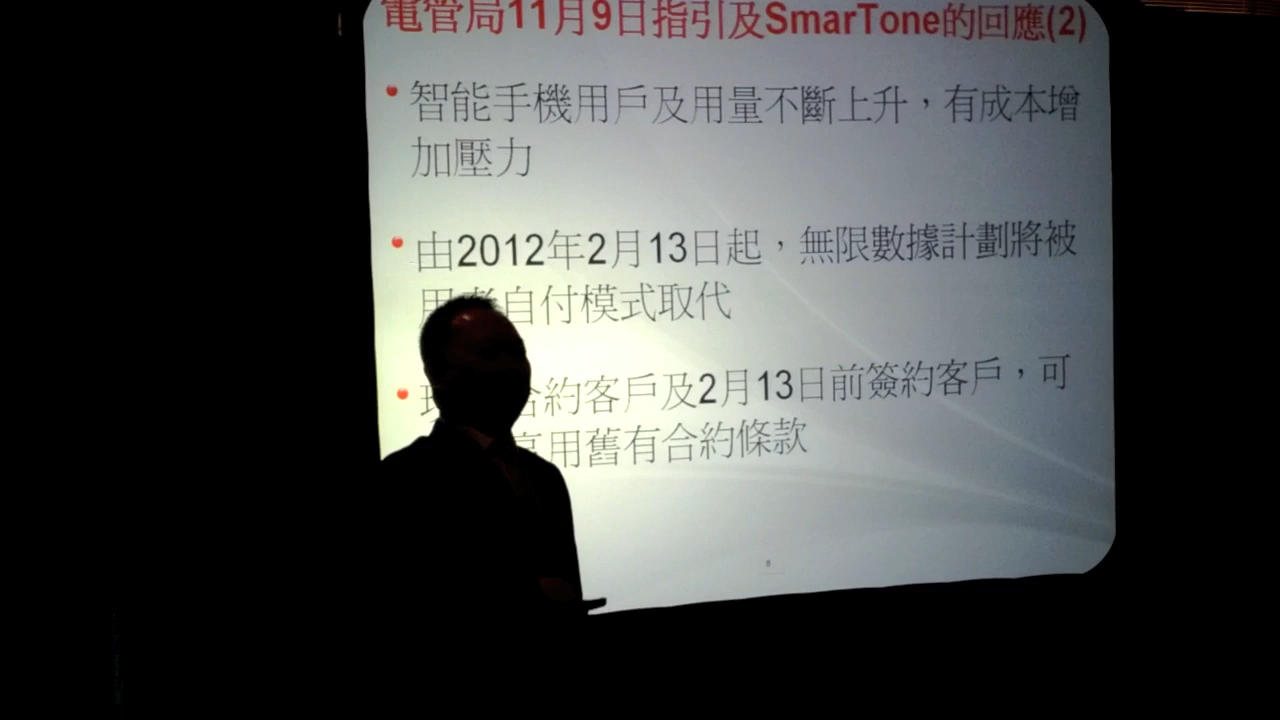 電管局11月9日指引及SmarTone的回應(2)
智能手機用戶及用量不斷上升，有成本增
加壓力
由2012年2月13日起，無限數據計劃將被
用者自付模式取代
合約客戶及2月13日前簽約客戶，可
享用舊有合約條款